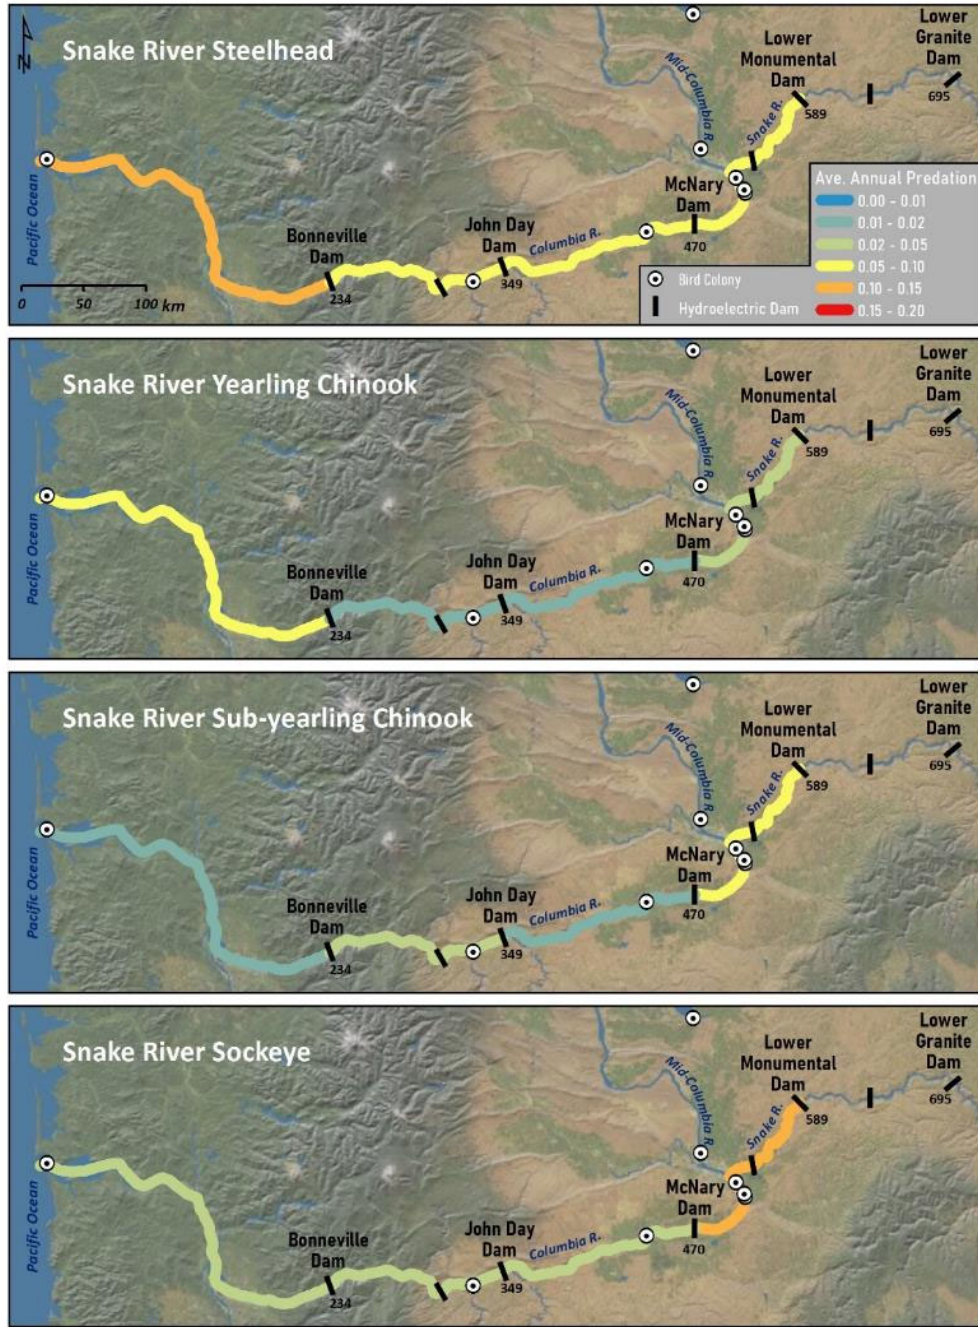 Snake River Steelhead
N
Pacific Ocean
0 50 100
km
Bonneville
Dam
234
John Day
Dam
349
Columbia R.
McNary
Dam
470
Mid-Columbia R.
Snake R.
Lower
Monumental
Dam
589
Lower
Granite
Dam
695
Ave. Annual Predation
0.00 - 0.01
0.01 - 0.02
0.02 - 0.05
0.05 - 0.10
0.10 - 0.15
0.15 - 0.20
Bird Colony
Hydroelectric Dam
Snake River Yearling Chinook
Pacific Ocean
Bonneville
Dam
234
John Day
Dam
349
Columbia R.
McNary
Dam
470
Mid-Columbia R.
Snake R.
Lower
Monumental
Dam
589
Lower
Granite
Dam
695
Snake River Sub-yearling Chinook
Pacific Ocean
Bonneville
Dam
234
John Day
Dam
349
Columbia R.
McNary
Dam
470
Mid-Columbia R.
Snake R.
Lower
Monumental
Dam
589
Lower
Granite
Dam
695
Snake River Sockeye
Pacific Ocean
Bonneville
Dam
234
John Day
Dam
349
Columbia R.
McNary
Dam
470
Mid-Columbia R.
Snake R.
Lower
Monumental
Dam
589
Lower
Granite
Dam
695